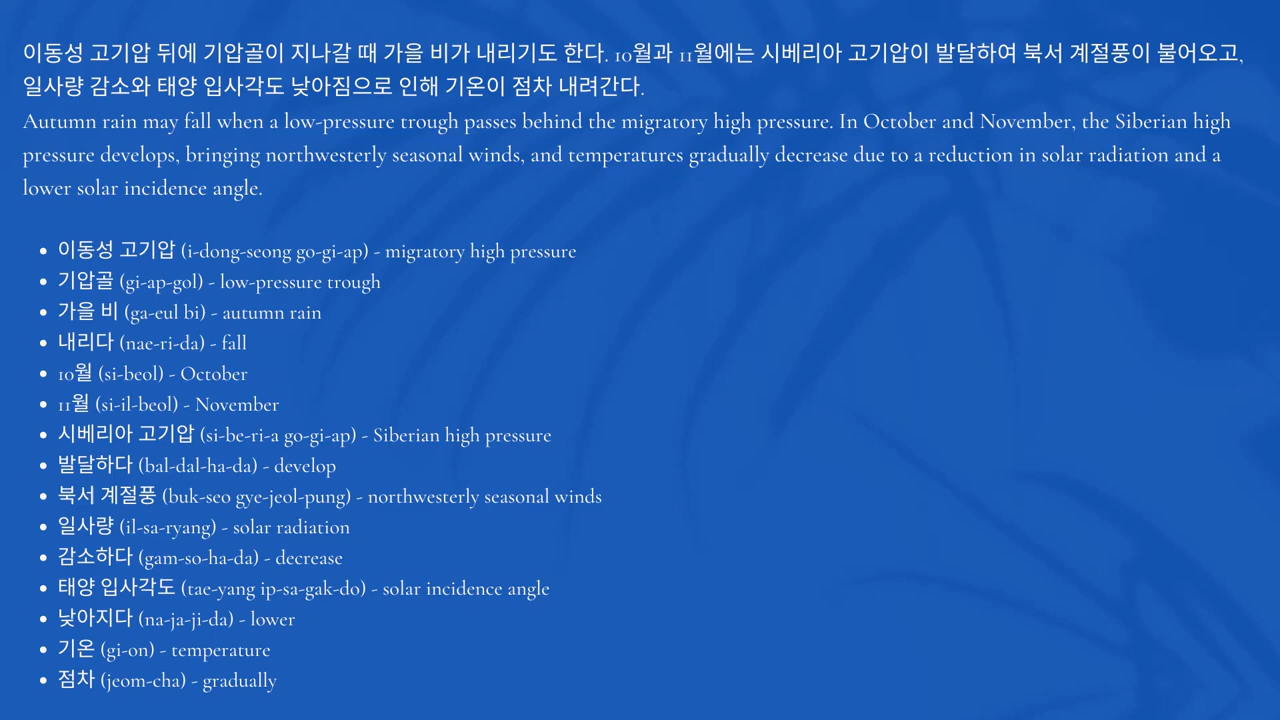 이동성 고기압 뒤에 기압골이 지나갈 때 가을 비가 내리기도 한다. 10월과 11월에는 시베리아 고기압이 발달하여 북서 계절풍이 불어오고,
일사량 감소와 태양 입사각도 낮아짐으로 인해 기온이 점차 내려간다.
Autumn rain may fall when a low-pressure trough passes behind the migratory high pressure. In October and November, the Siberian high
pressure develops, bringing northwesterly seasonal winds, and temperatures gradually decrease due to a reduction in solar radiation and a
lower solar incidence angle.
• 이동성 고기압 (i-dong-seong go-gi-ap) - migratory high pressure
• 기압골 (gi-ap-gol) - low-pressure trough
• 가을 비 (ga-eul bi) - autumn rain
• 내리다 (nae-ri-da) - fall
• 10월 (si-beol) - October
• 11월 (si-il-beol) - November
• 시베리아 고기압 (si-be-ri-a go-gi-ap) - Siberian high pressure
• 발달하다 (bal-dal-ha-da) - develop
• 북서 계절풍 (buk-seo gye-jeol-pung) - northwesterly seasonal winds
• 일사량 (il-sa-ryang) - solar radiation
• 감소하다 (gam-so-ha-da) - decrease
• 태양 입사각도 (tae-yang ip-sa-gak-do) - solar incidence angle
• 낮아지다 (na-ja-ji-da) - lower
• 기온 (gi-on) - temperature
• 점차 (jeom-cha) - gradually